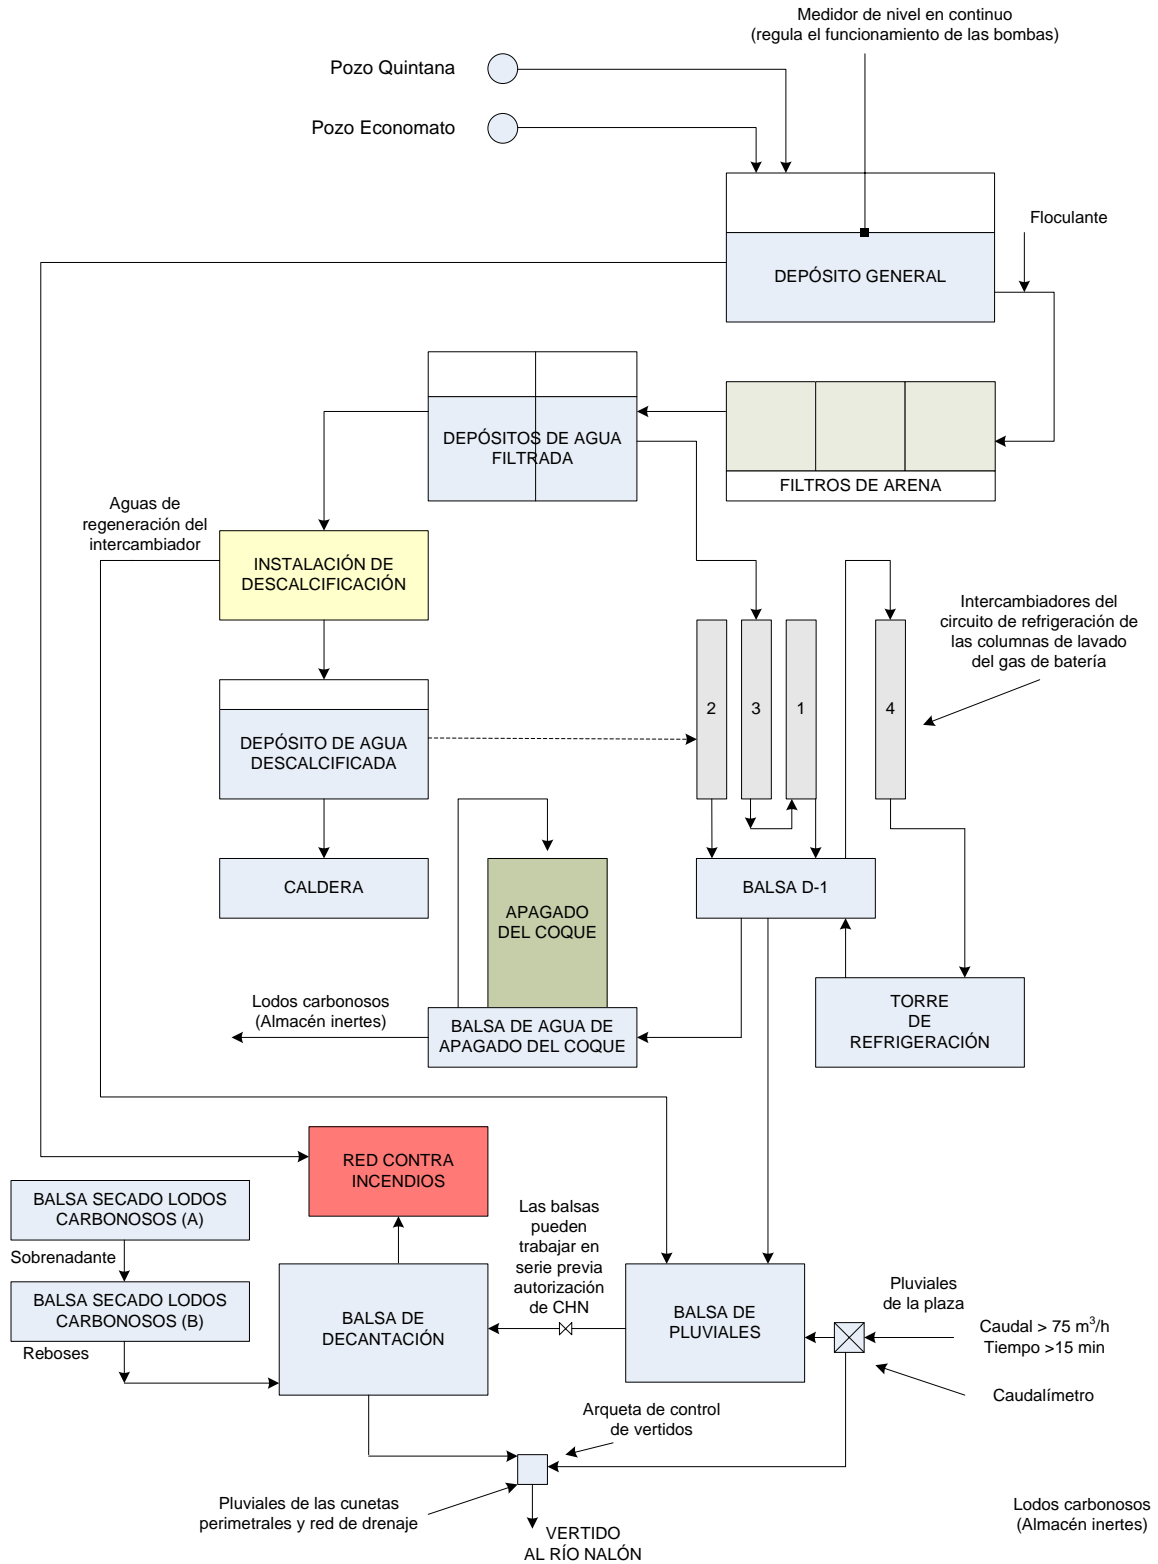 Medidor de nivel en continuo
(regula el funcionamiento de las bombas)
Pozo Quintana
Pozo Economato
Floculante
DEPÓSITO GENERAL
DEPÓSITOS DE AGUA
FILTRADA
FILTROS DE ARENA
Aguas de
regeneración del
intercambiador
INSTALACIÓN DE
DESCALCIFICACIÓN
Intercambiadores del
circuito de refrigeración de
las columnas de lavado
del gas de batería
2
3
1
4
DEPÓSITO DE AGUA
DESCALCIFICADA
CALDERA
BALSA D-1
APAGADO
DEL COQUE
Lodos carbonosos
(Almacén inertes)
BALSA DE AGUA DE
APAGADO DEL COQUE
TORRE
DE
REFRIGERACIÓN
RED CONTRA
INCENDIOS
BALSA SECADO LODOS
CARBONOSOS (A)
Sobrenadante
BALSA SECADO LODOS
CARBONOSOS (B)
Reboses
Las balsas
pueden
trabajar en
serie previa
autorización
de CHN
BALSA DE
DECANTACIÓN
BALSA DE
PLUVIALES
Pluviales
de la plaza
Caudal > 75 m³/h
Tiempo >15 min
Caudalímetro
Arqueta de control
de vertidos
Pluviales de las cunetas
perimetrales y red de drenaje
VERTIDO
AL RÍO NALÓN
Lodos carbonosos
(Almacén inertes)